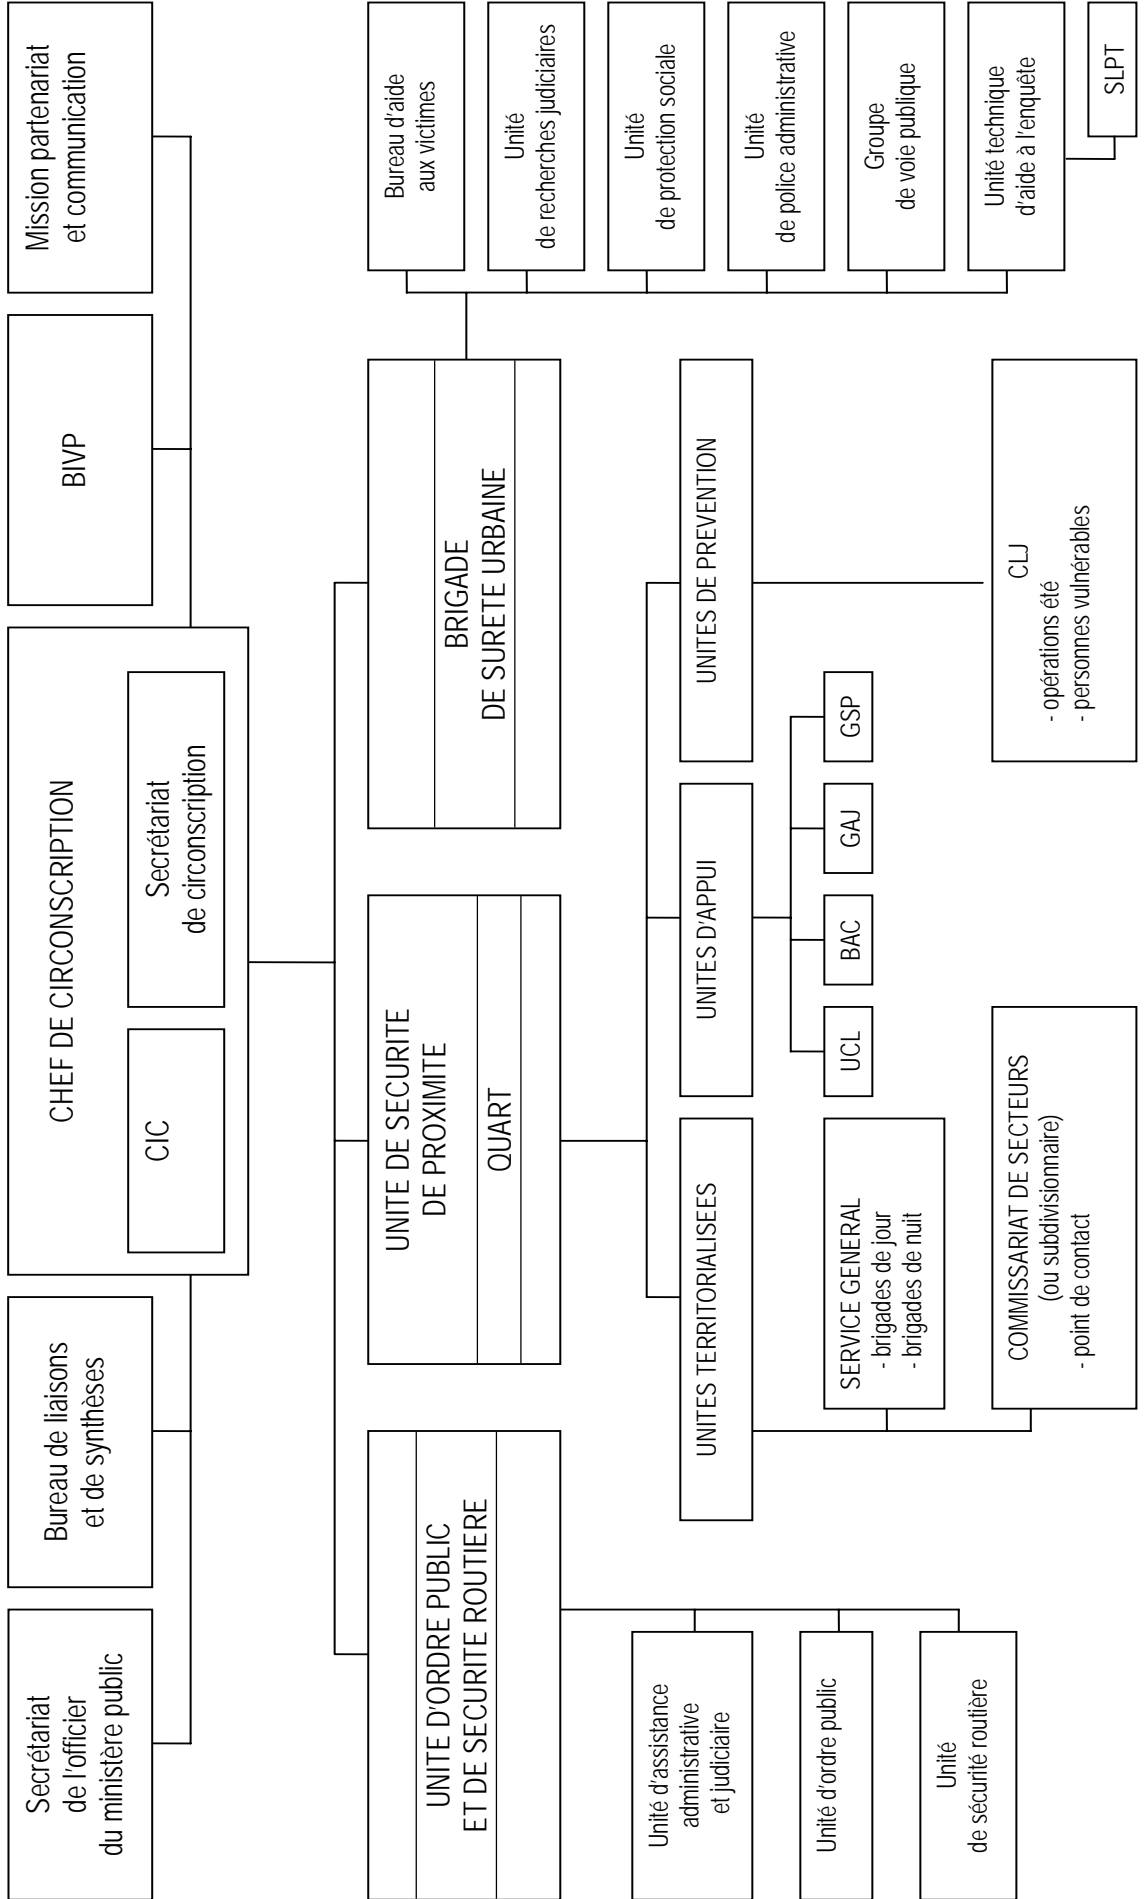 Secrétariat
de l'officier
du ministère public
Bureau de liaisons
et de synthèses
CHEF DE CIRCONSCRIPTION
CIC
Secrétariat
de circonscription
BIVP
Mission partenariat
et communication
UNITE D'ORDRE PUBLIC
ET DE SECURITE ROUTIERE
UNITE DE SECURITE
DE PROXIMITE
QUART
BRIGADE
DE SURETE URBAINE
Unité d'assistance
administrative
et judiciaire
Unité d'ordre public
Unité
de sécurité routière
UNITES TERRITORIALISEES
SERVICE GENERAL
- brigades de jour
- brigades de nuit
COMMISSARIAT DE SECTEURS
(ou subdivisionnaire)
- point de contact
UNITES D'APPUI
UCL
BAC
GAJ
GSP
UNITES DE PREVENTION
CLJ
- opérations été
- personnes vulnérables
Bureau d'aide
aux victimes
Unité
de recherches judiciaires
Unité
de protection sociale
Unité
de police administrative
Groupe
de voie publique
Unité technique
d'aide à l'enquête
SLPT